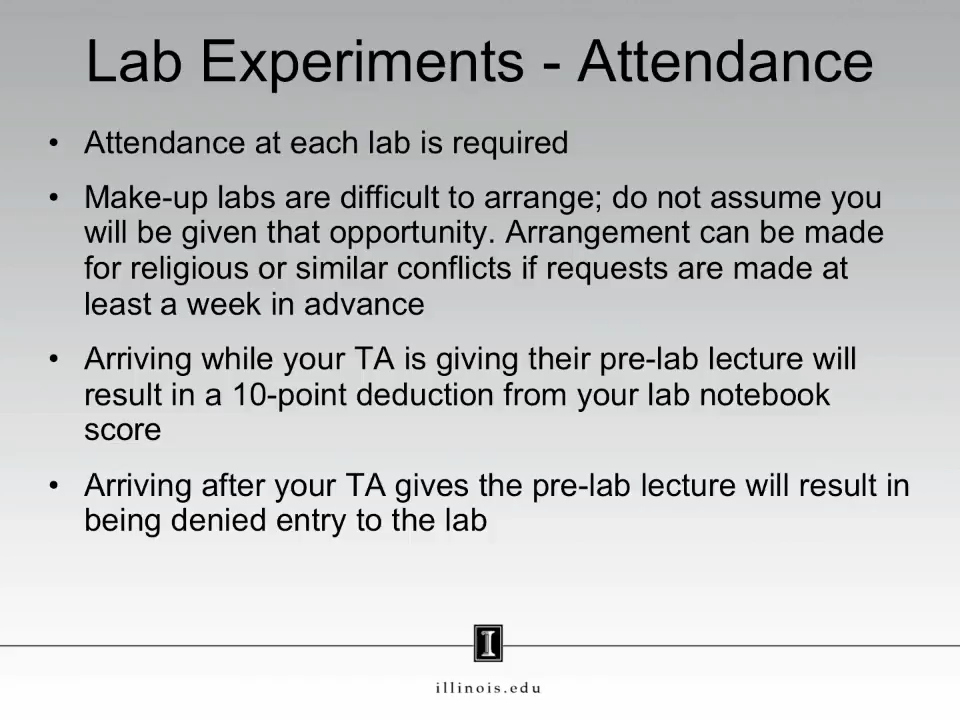 Lab Experiments - Attendance
• Attendance at each lab is required
• Make-up labs are difficult to arrange; do not assume you
will be given that opportunity. Arrangement can be made
for religious or similar conflicts if requests are made at
least a week in advance
• Arriving while your TA is giving their pre-lab lecture will
result in a 10-point deduction from your lab notebook
score
• Arriving after your TA gives the pre-lab lecture will result in
being denied entry to the lab
I
illinois.edu